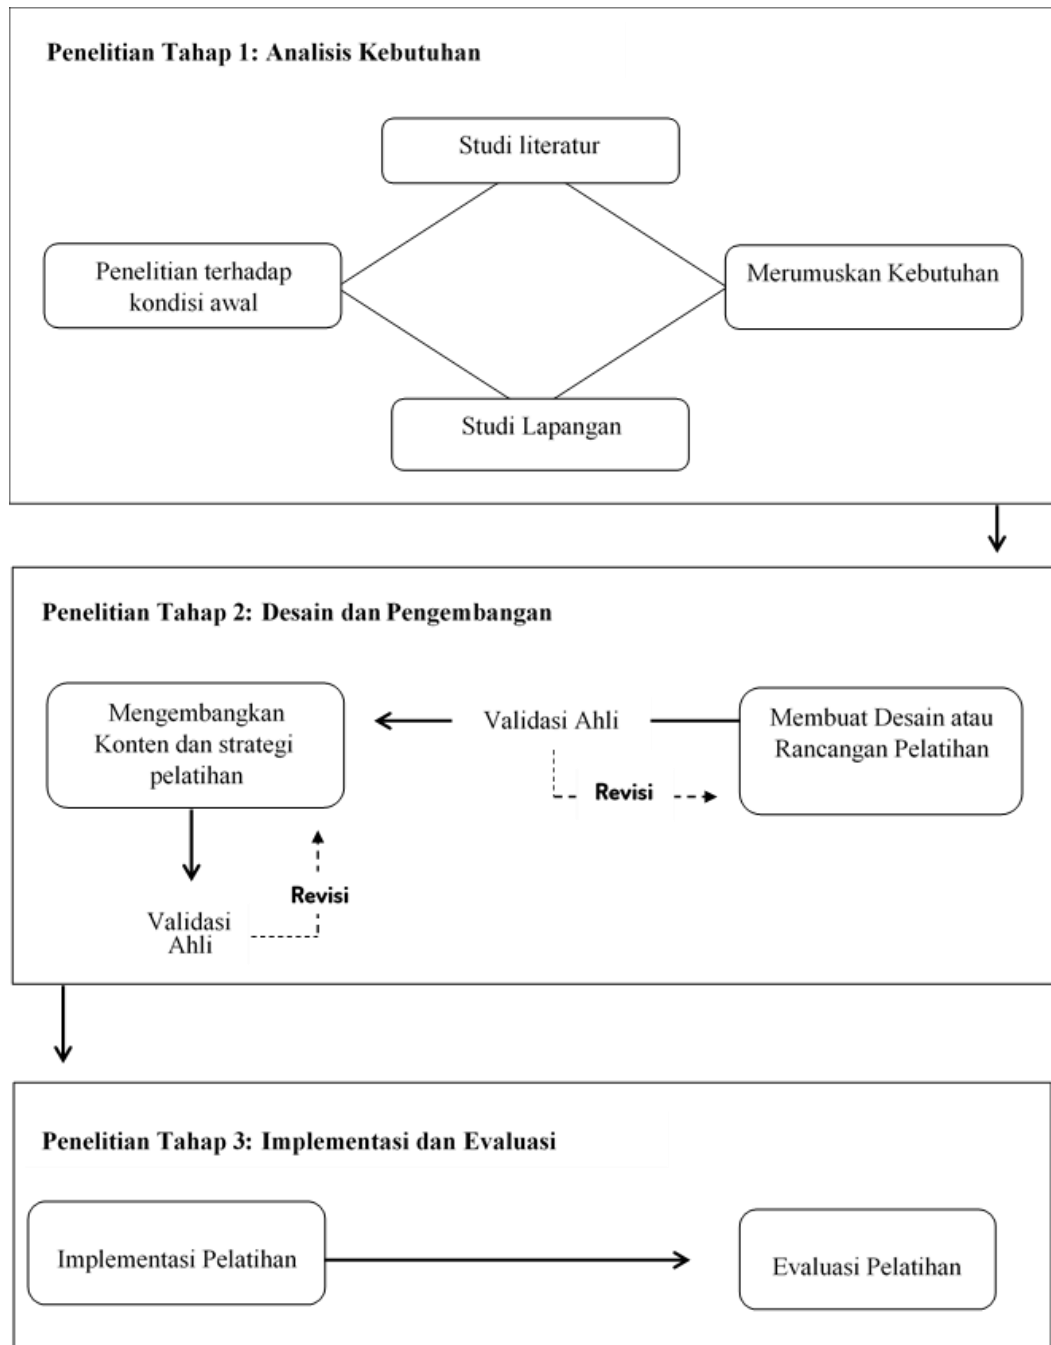 Penelitian Tahap 1: Analisis Kebutuhan
Studi literatur
Penelitian terhadap
kondisi awal
Merumuskan Kebutuhan
Studi Lapangan
Penelitian Tahap 2: Desain dan Pengembangan
Mengembangkan
Konten dan strategi
pelatihan
Validasi Ahli
Membuat Desain atau
Rancangan Pelatihan
Revisi
Revisi
Validasi
Ahli
Penelitian Tahap 3: Implementasi dan Evaluasi
Implementasi Pelatihan
Evaluasi Pelatihan